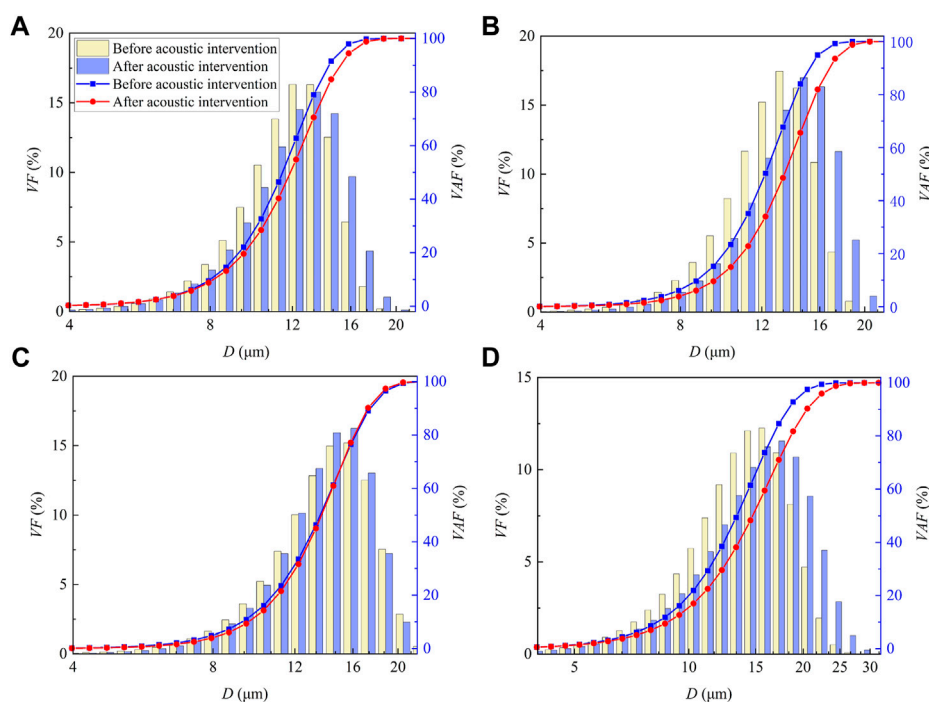 A
20
15
10
5
0
VF (%)
Before acoustic intervention
After acoustic intervention
Before acoustic intervention
After acoustic intervention
100
80
60
40
20
0
VAF (%)
4 8 12 16 20
D (μm)
B
20
15
10
5
0
VF (%)
100
80
60
40
20
0
VAF (%)
4 8 12 16 20
D (μm)
C
20
15
10
5
0
VF (%)
100
80
60
40
20
0
VAF (%)
4 8 12 16 20
D (μm)
D
15
10
5
0
VF (%)
100
80
60
40
20
0
VAF (%)
5 10 15 20 25 30
D (μm)